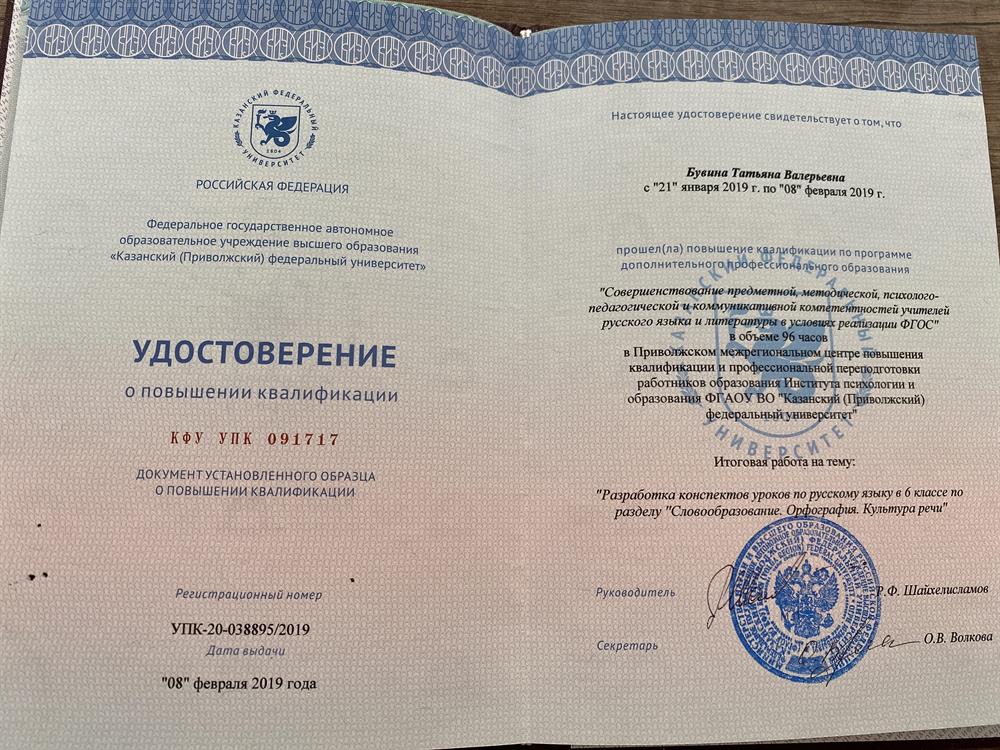 КАЗАНСКИЙ ФЕДЕРАЛЬНЫЙ УНИВЕРСИТЕТ
1804
РОССИЙСКАЯ ФЕДЕРАЦИЯ
Федеральное государственное автономное
образовательное учреждение высшего образования
«Казанский (Приволжский) федеральный университет»
УДОСТОВЕРЕНИЕ
о повышении квалификации
КФУ УПК 091717
ДОКУМЕНТ УСТАНОВЛЕННОГО ОБРАЗЦА
О ПОВЫШЕНИИ КВАЛИФИКАЦИИ
Регистрационный номер
УПК-20-038895/2019
Дата выдачи
"08" февраля 2019 года
Настоящее удостоверение свидетельствует о том, что
Бувина Татьяна Валерьевна
с "21" января 2019 г. по "08" февраля 2019 г.
прошел(ла) повышение квалификации по программе
дополнительного профессионального образования
"Совершенствование предметной, методической, психолого-
педагогической и коммуникативной компетентностей учителей
русского языка и литературы в условиях реализации ФГОС"
в объеме 96 часов
в Приволжском межрегиональном центре повышения
квалификации и профессиональной переподготовки
работников образования Института психологии и
образования ФГАОУ ВО "Казанский (Приволжский)
федеральный университет"
КАЗАНСКИЙ ФЕДЕРАЛЬНЫЙ УНИВЕРСИТЕТ
Итоговая работа на тему:
"Разработка конспектов уроков по русскому языку в 6 классе по
разделу "Словообразование. Орфография. Культура речи"
Руководитель
Р.Ф. Шайхелисламов
Секретарь
О.В. Волкова